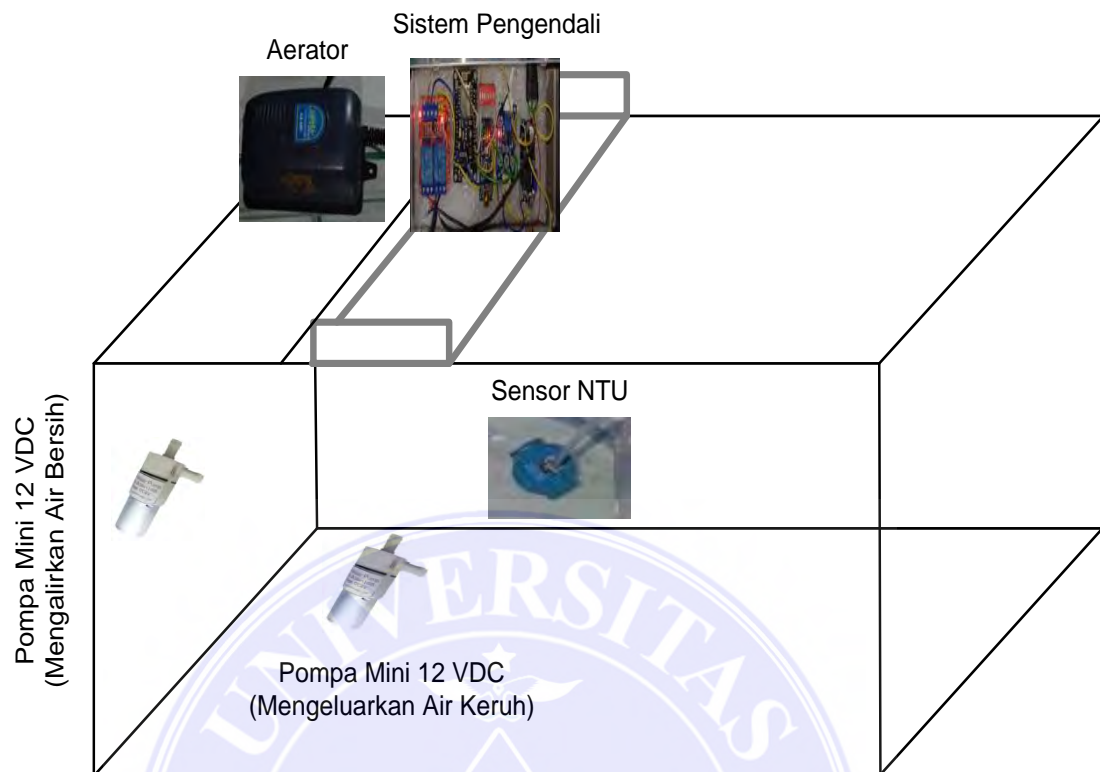 Sistem Pengendali
Aerator
Sensor NTU
Pompa Mini 12 VDC
(Mengalirkan Air Bersih)
Pompa Mini 12 VDC
(Mengeluarkan Air Keruh)
UNIVERSITAS